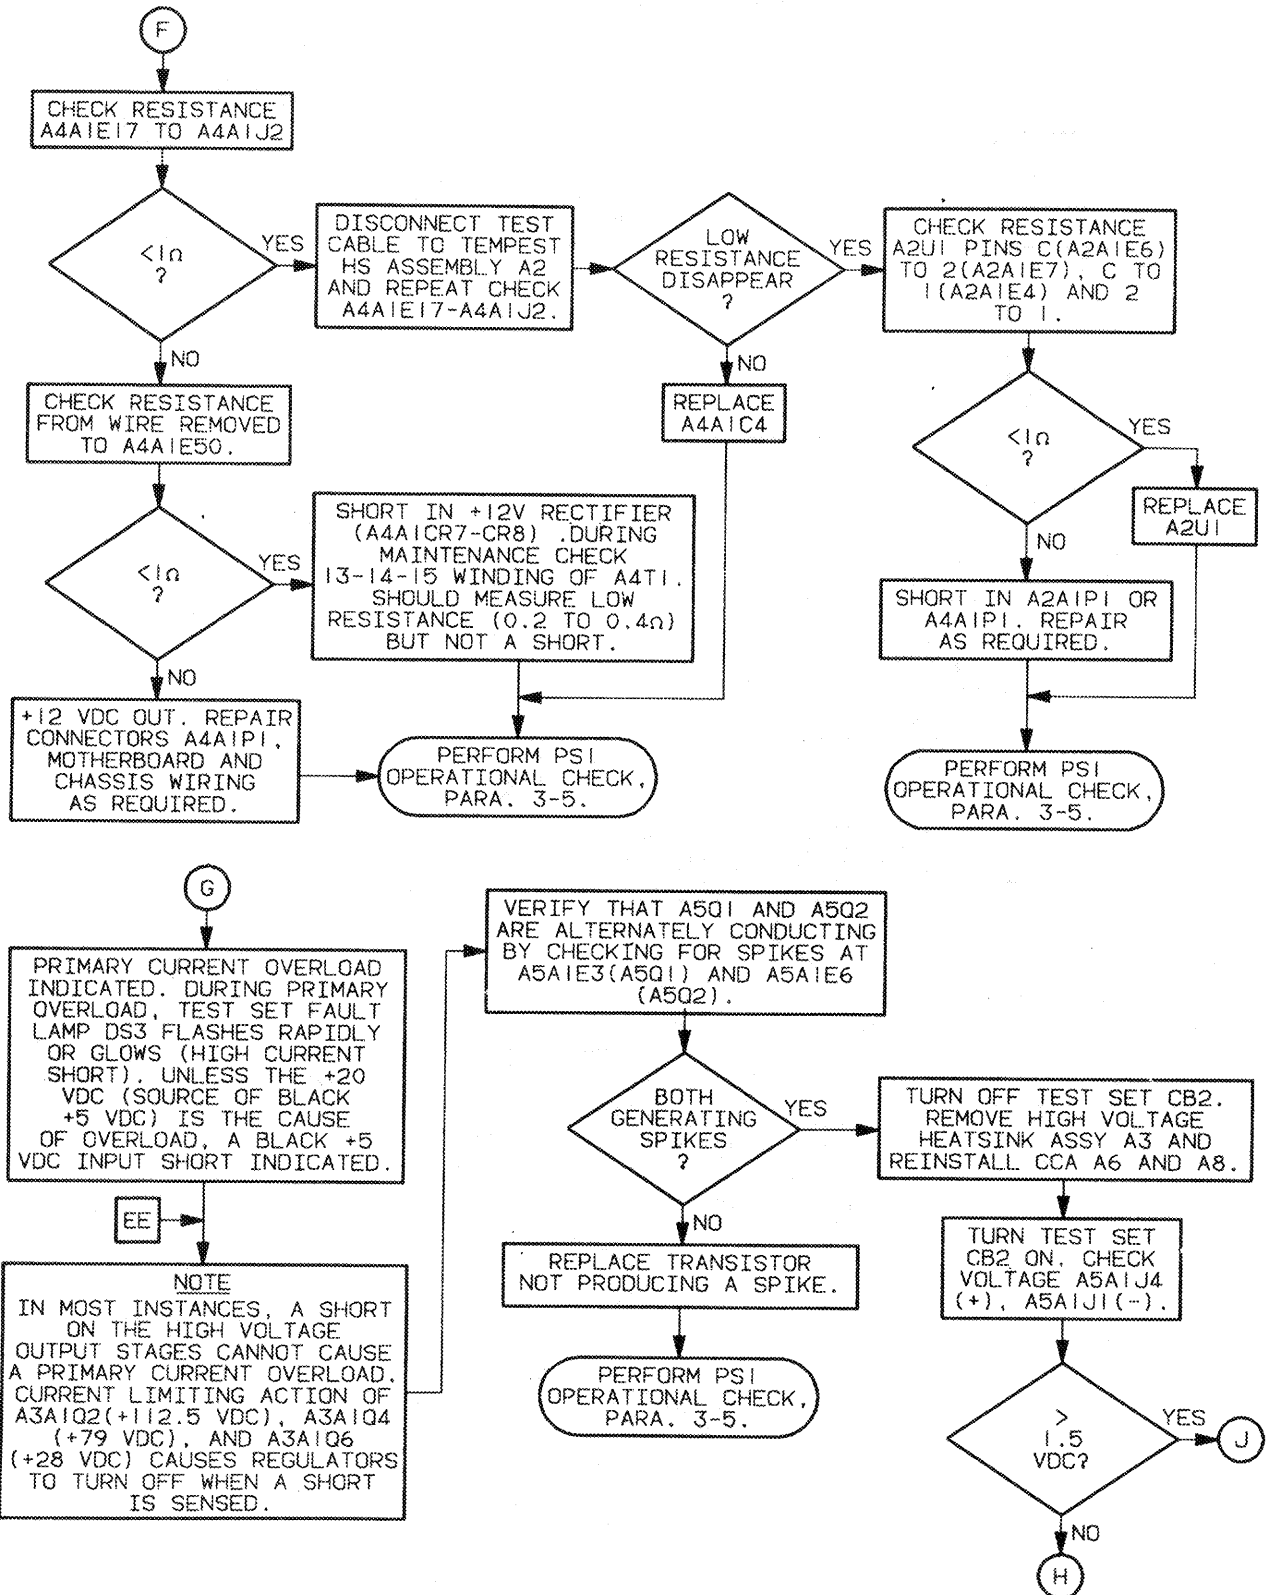 F
CHECK RESISTANCE
A4A1E17 TO A4A1J2
<1Ω
?
YES
NO
DISCONNECT TEST
CABLE TO TEMPEST
HS ASSEMBLY A2
AND REPEAT CHECK
A4A1E17-A4A1J2.
LOW
RESISTANCE
DISAPPEAR
?
YES
NO
CHECK RESISTANCE
A2U1 PINS C(A2A1E6)
TO 2(A2A1E7), C TO
1(A2A1E4) AND 2
TO 1.
REPLACE
A4A1C4
<1Ω
?
YES
NO
REPLACE
A2U1
SHORT IN A2A1P1 OR
A4A1P1. REPAIR
AS REQUIRED.
PERFORM PSI
OPERATIONAL CHECK,
PARA. 3-5.
CHECK RESISTANCE
FROM WIRE REMOVED
TO A4A1E50.
<1Ω
?
YES
NO
SHORT IN +12V RECTIFIER
(A4A1CR7-CR8) .DURING
MAINTENANCE CHECK
13-14-15 WINDING OF A4T1.
SHOULD MEASURE LOW
RESISTANCE (0.2 TO 0.4Ω)
BUT NOT A SHORT.
+12 VDC OUT. REPAIR
CONNECTORS A4A1P1,
MOTHERBOARD AND
CHASSIS WIRING
AS REQUIRED.
PERFORM PSI
OPERATIONAL CHECK,
PARA. 3-5.
G
PRIMARY CURRENT OVERLOAD
INDICATED. DURING PRIMARY
OVERLOAD, TEST SET FAULT
LAMP DS3 FLASHES RAPIDLY
OR GLOWS (HIGH CURRENT
SHORT). UNLESS THE +20
VDC (SOURCE OF BLACK
+5 VDC) IS THE CAUSE
OF OVERLOAD, A BLACK +5
VDC INPUT SHORT INDICATED.
EE
NOTE
IN MOST INSTANCES, A SHORT
ON THE HIGH VOLTAGE
OUTPUT STAGES CANNOT CAUSE
A PRIMARY CURRENT OVERLOAD.
CURRENT LIMITING ACTION OF
A3A1Q2(+112.5 VDC), A3A1Q4
(+79 VDC), AND A3A1Q6
(+28 VDC) CAUSES REGULATORS
TO TURN OFF WHEN A SHORT
IS SENSED.
VERIFY THAT A5Q1 AND A5Q2
ARE ALTERNATELY CONDUCTING
BY CHECKING FOR SPIKES AT
A5A1E3(A5Q1) AND A5A1E6
(A5Q2).
BOTH
GENERATING
SPIKES
?
YES
NO
REPLACE TRANSISTOR
NOT PRODUCING A SPIKE.
PERFORM PSI
OPERATIONAL CHECK,
PARA. 3-5.
TURN OFF TEST SET CB2.
REMOVE HIGH VOLTAGE
HEATSINK ASSY A3 AND
REINSTALL CCA A6 AND A8.
TURN TEST SET
CB2 ON. CHECK
VOLTAGE A5A1J4
(+), A5A1J1(-).
>
1.5
VDC?
YES
J
NO
H